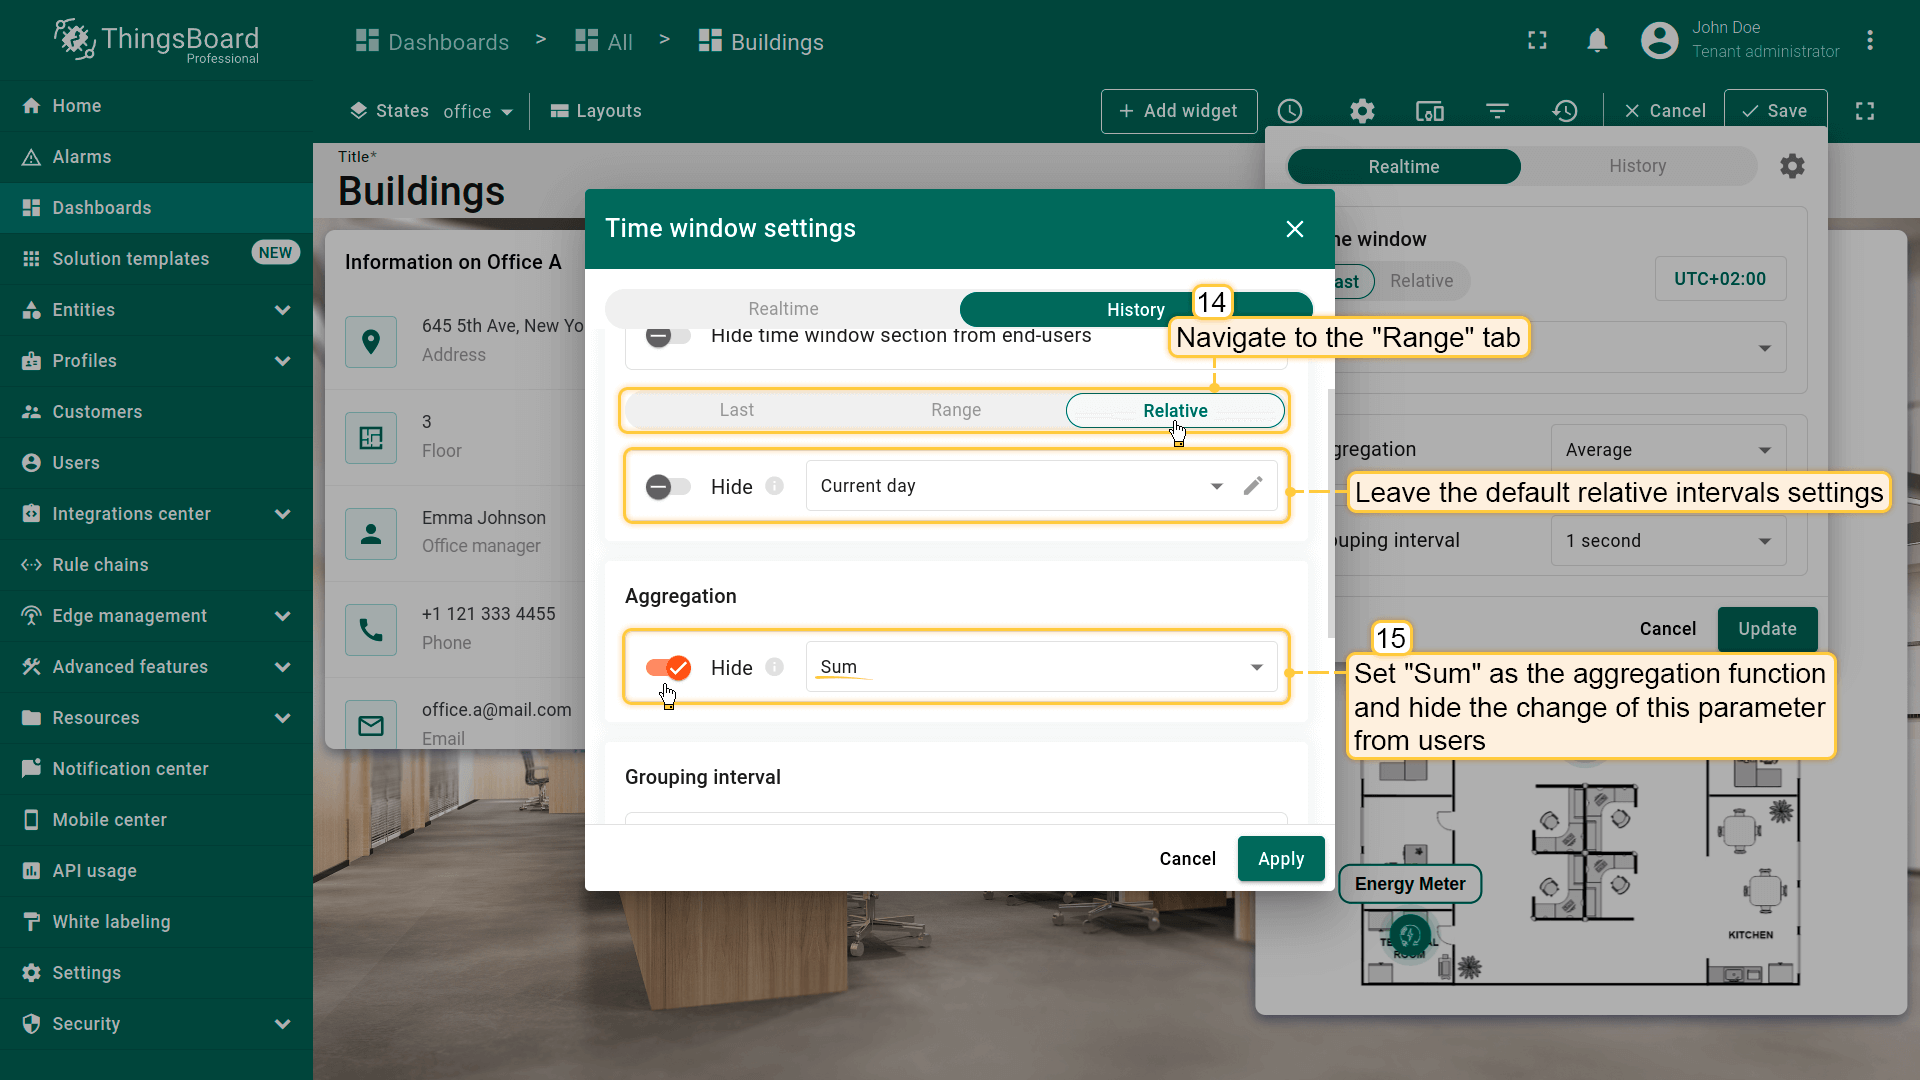 ThingsBoard
Professional
Dashboards > All > Buildings
John Doe
Tenant administrator
Home
Alarms
Dashboards
Solution templates NEW
Entities
Profiles
Customers
Users
Integrations center
Rule chains
Edge management
Advanced features
Resources
Notification center
Mobile center
API usage
White labeling
Settings
Security
States office Layouts
+ Add widget Cancel Save
Title*
Buildings
Information on Office A
645 5th Ave, New Yo
Address
3
Floor
Emma Johnson
Office manager
+1 121 333 4455
Phone
office.a@mail.com
Email
Time window settings
Realtime History
Hide time window section from end-users
Last Range Relative
Hide Current day
Aggregation
Hide Sum
Grouping interval
Cancel Apply
14
Navigate to the "Range" tab
Leave the default relative intervals settings
15
Set "Sum" as the aggregation function
and hide the change of this parameter
from users
Realtime History
ne window
ast Relative UTC+02:00
gregation Average
ouping interval 1 second
Cancel Update
Energy Meter
ROOM
KITCHEN